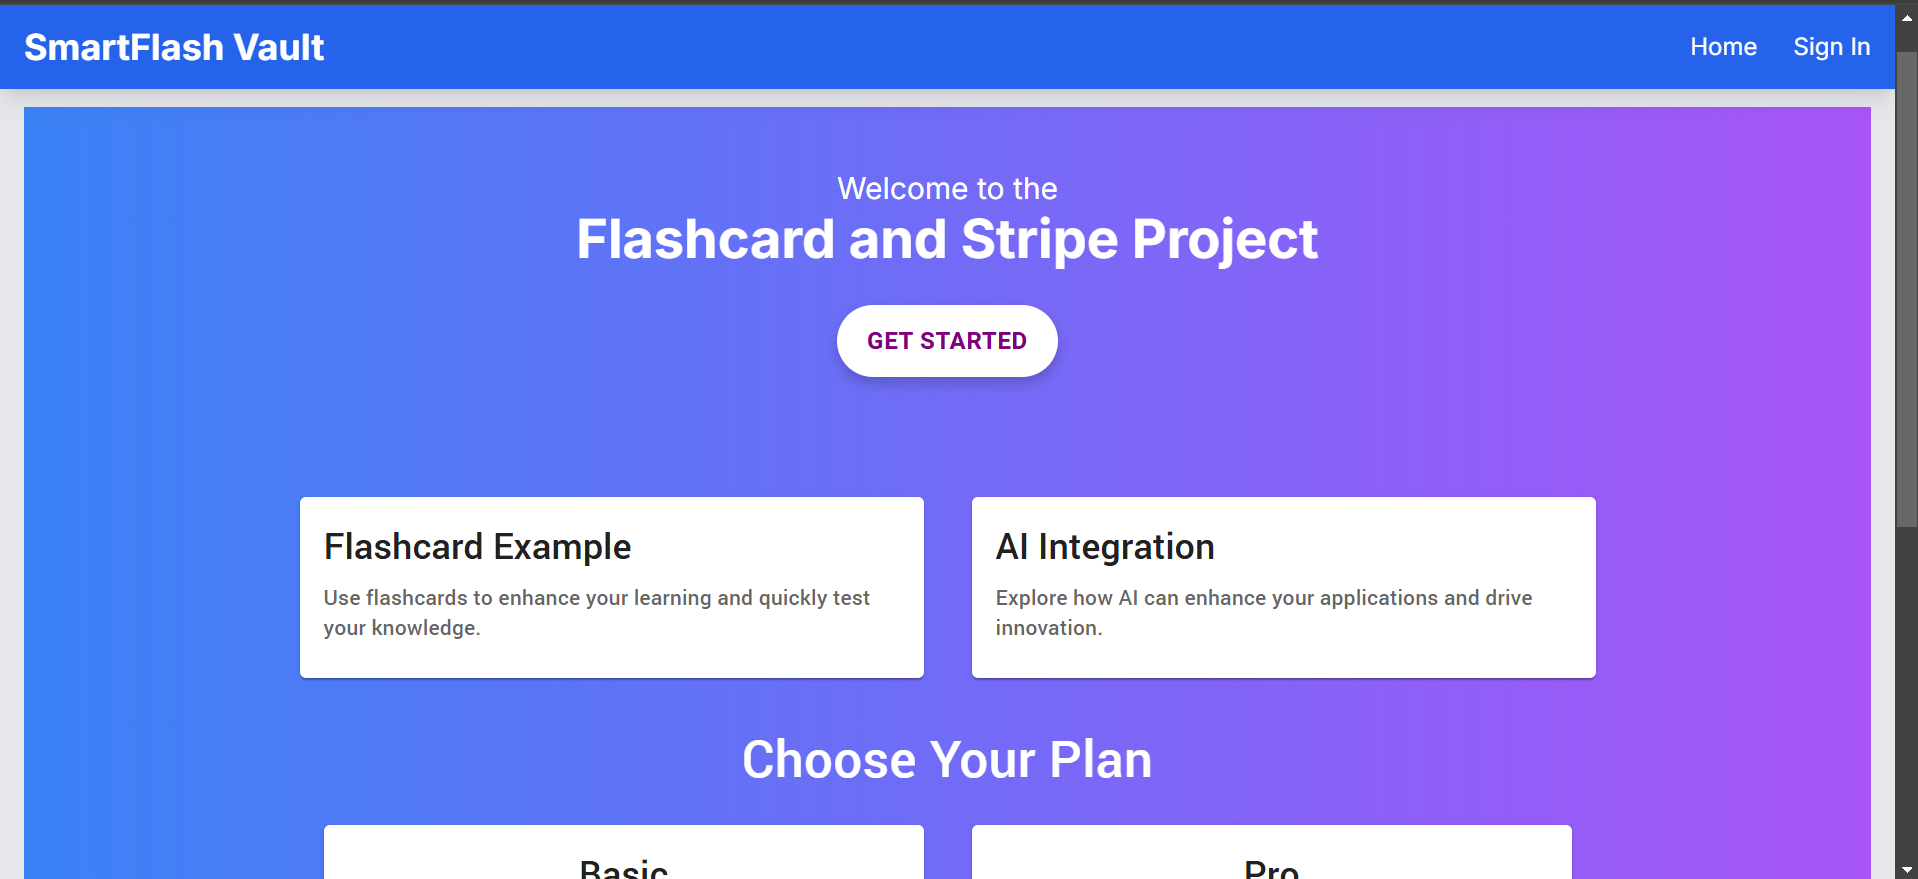 SmartFlash Vault
Home
Sign In
Welcome to the
Flashcard and Stripe Project
GET STARTED
Flashcard Example
Use flashcards to enhance your learning and quickly test
your knowledge.
AI Integration
Explore how AI can enhance your applications and drive
innovation.
Choose Your Plan
Basic
Pro